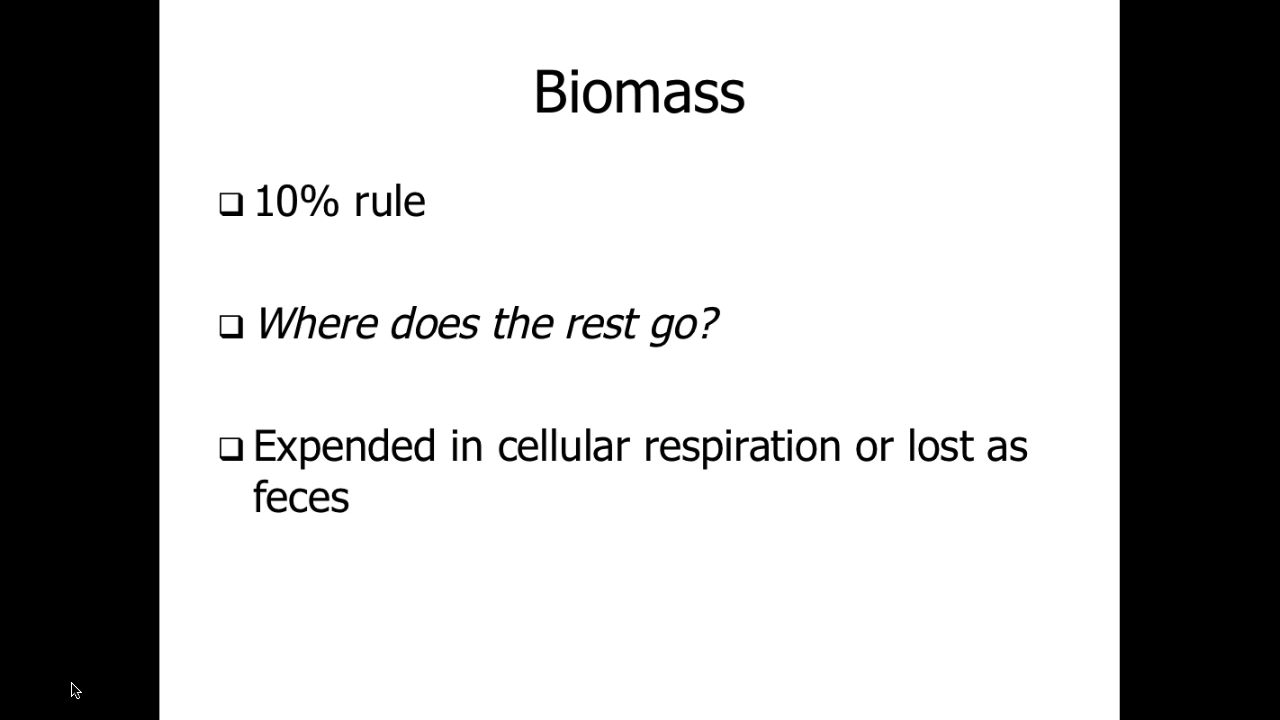 Biomass
❑ 10% rule
❑ Where does the rest go?
❑ Expended in cellular respiration or lost as
feces